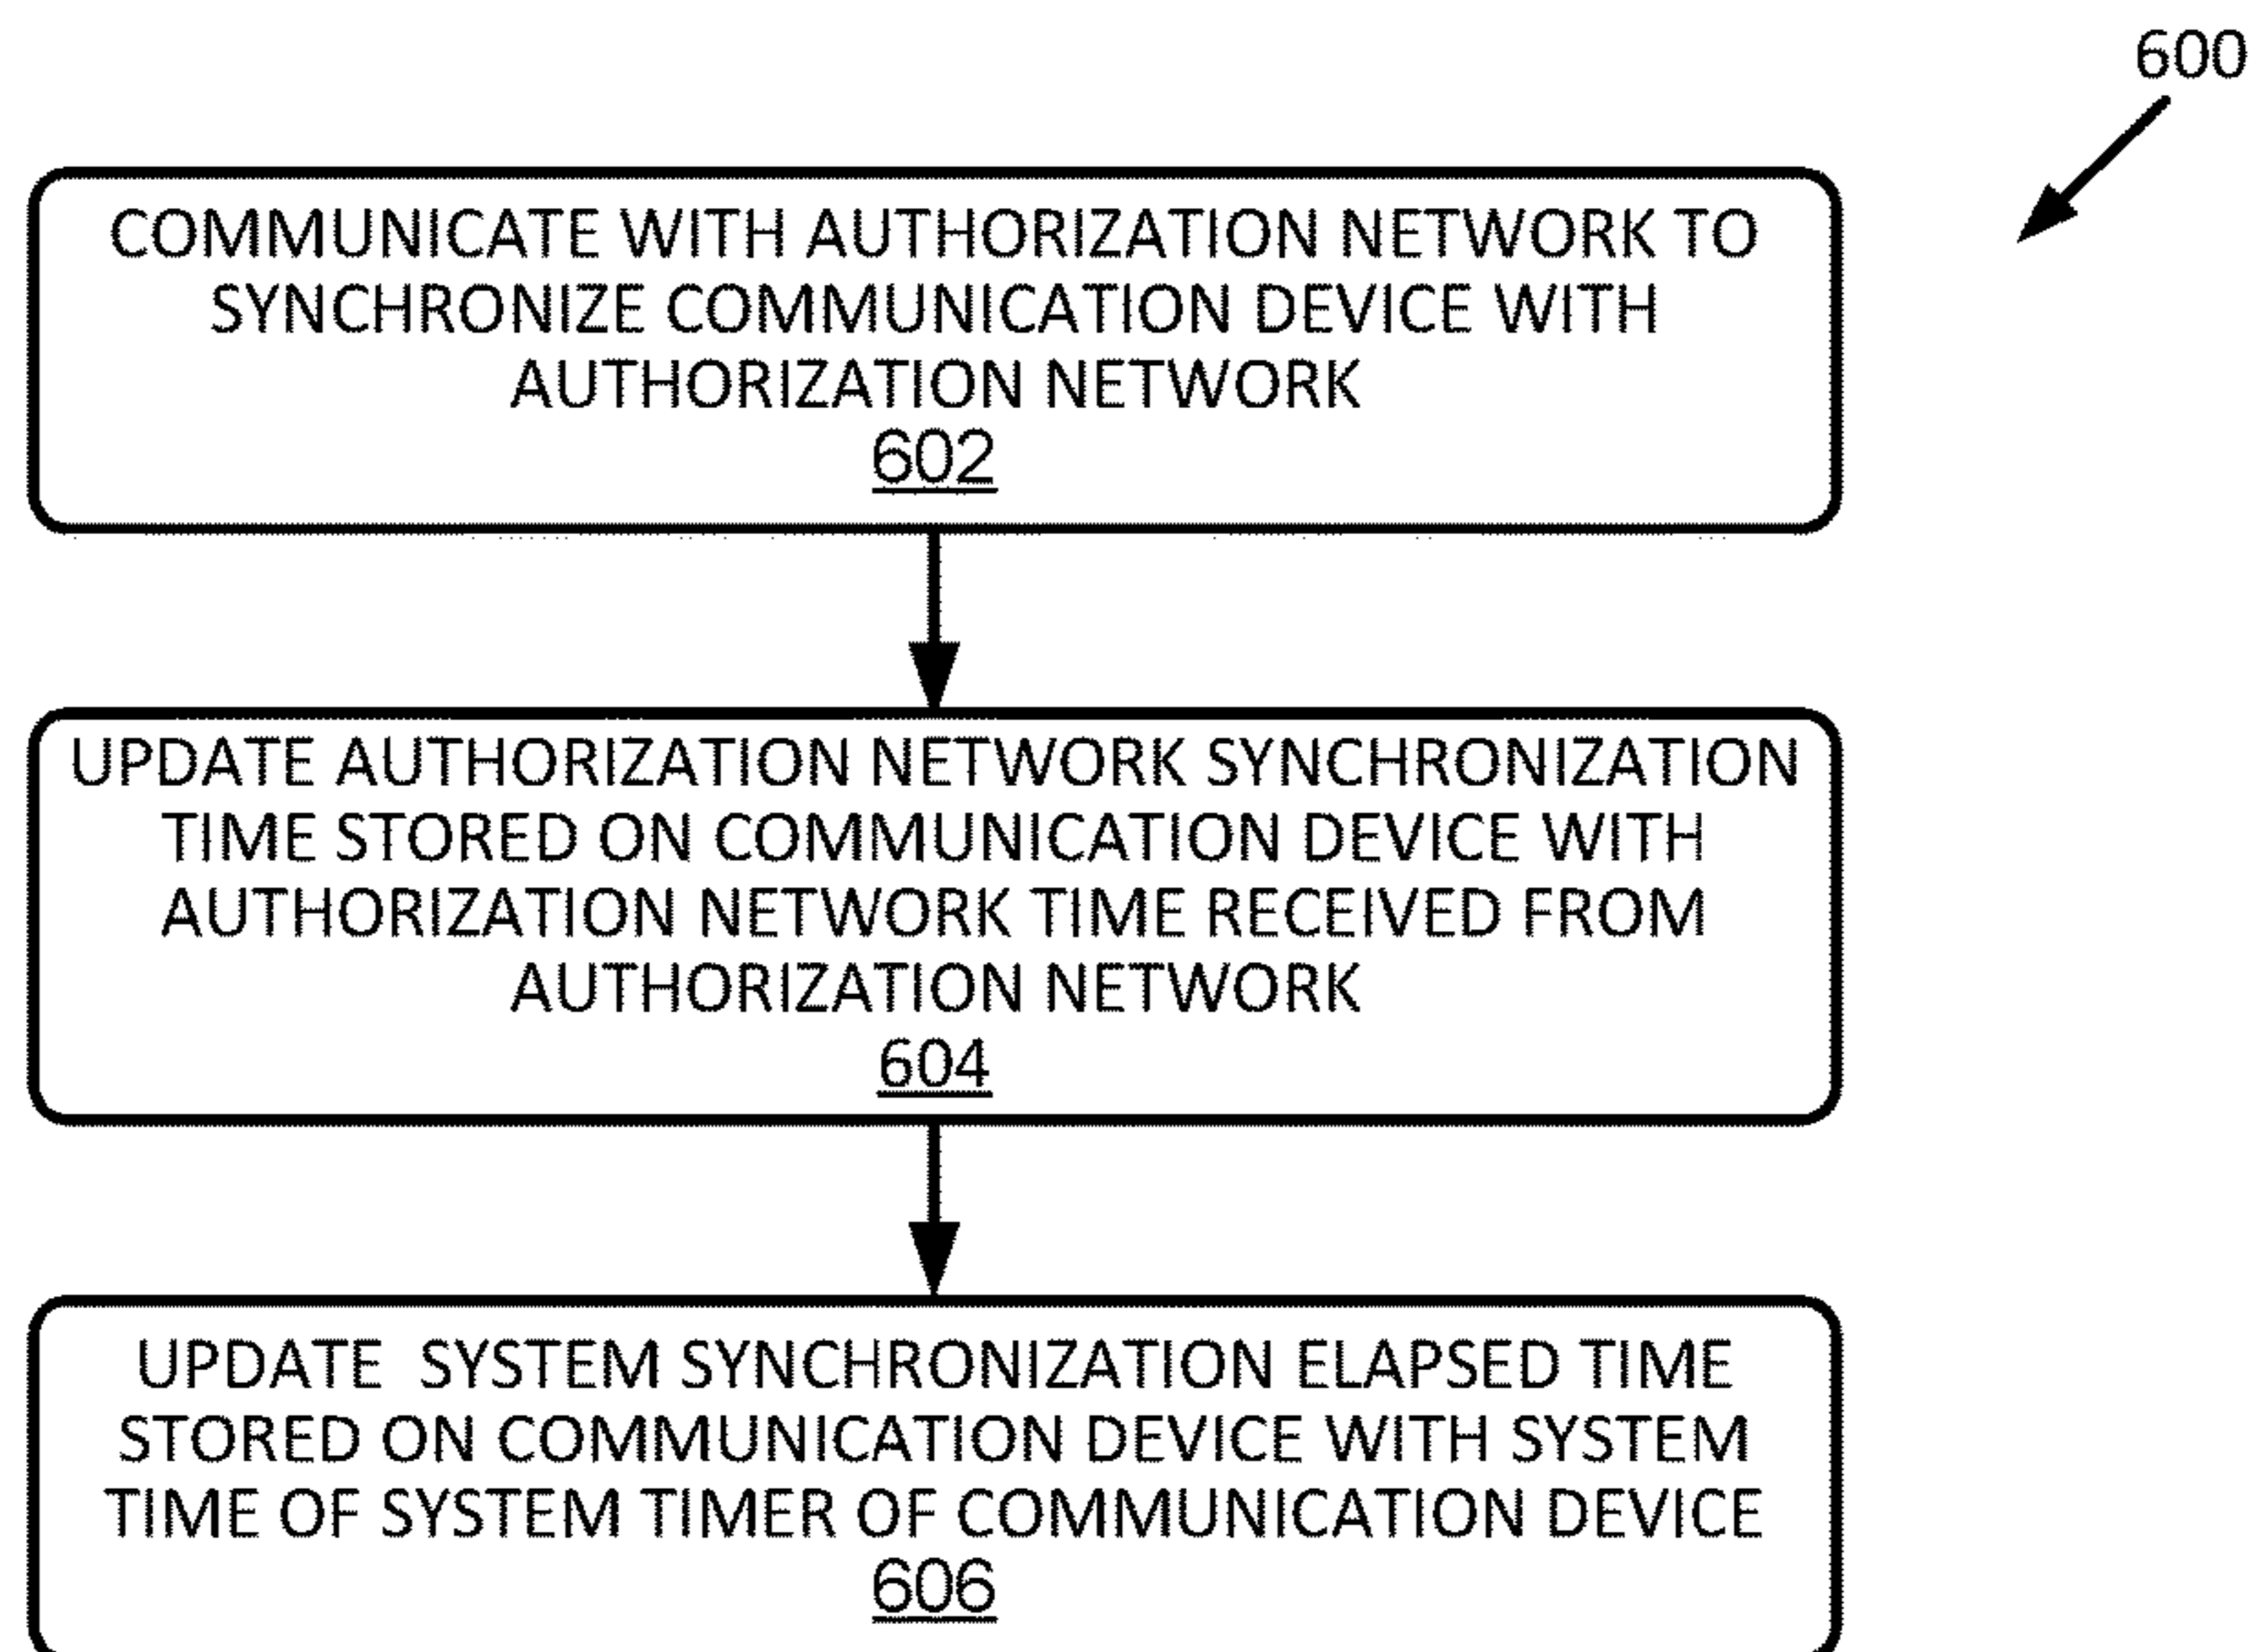 600
COMMUNICATE WITH AUTHORIZATION NETWORK TO
SYNCHRONIZE COMMUNICATION DEVICE WITH
AUTHORIZATION NETWORK
602
UPDATE AUTHORIZATION NETWORK SYNCHRONIZATION
TIME STORED ON COMMUNICATION DEVICE WITH
AUTHORIZATION NETWORK TIME RECEIVED FROM
AUTHORIZATION NETWORK
604
UPDATE SYSTEM SYNCHRONIZATION ELAPSED TIME
STORED ON COMMUNICATION DEVICE WITH SYSTEM
TIME OF SYSTEM TIMER OF COMMUNICATION DEVICE
606